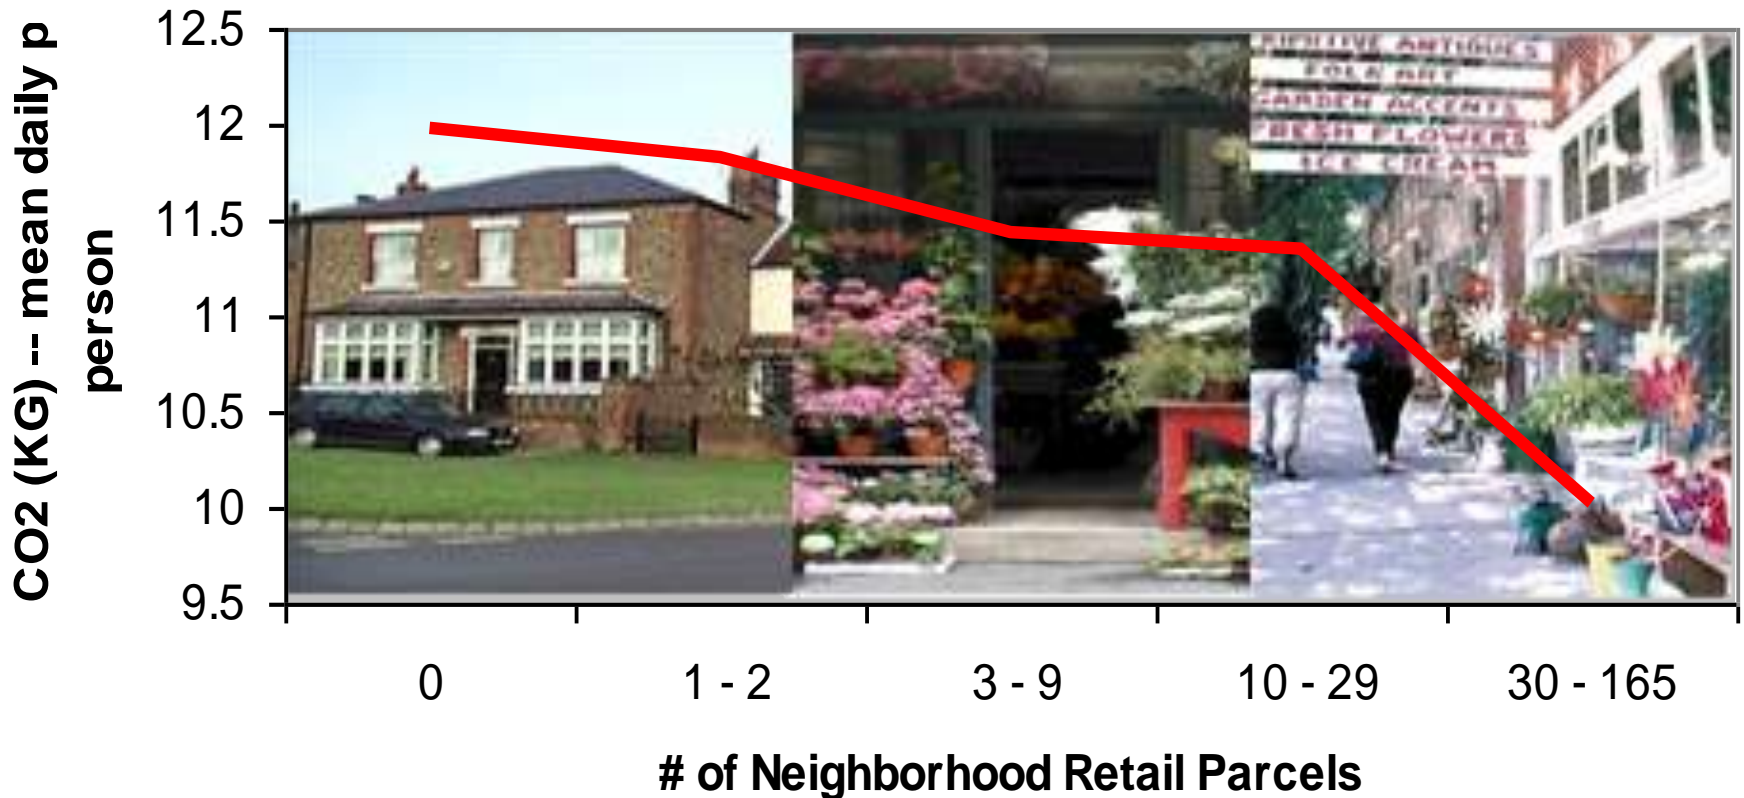 CO2 (KG) -- mean daily p
person
12.5
12
11.5
11
10.5
10
9.5
ANTIQUES
FOLK ART
GARDEN ACCENTS
FRESH FLOWERS
ICE CREAM
0
1 - 2
3 - 9
10 - 29
30 - 165
# of Neighborhood Retail Parcels